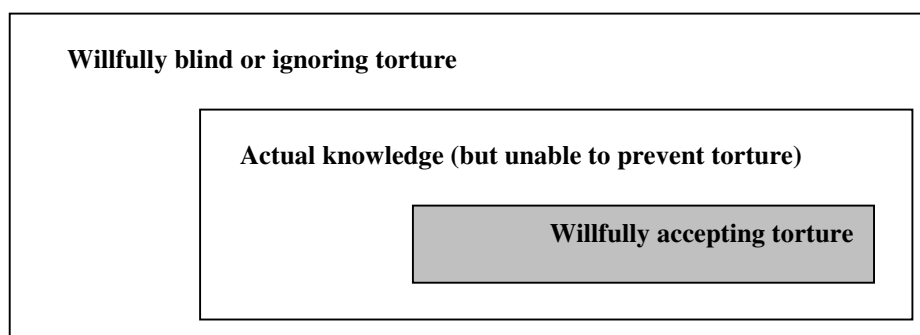 Willfully blind or ignoring torture
Actual knowledge (but unable to prevent torture)
Willfully accepting torture